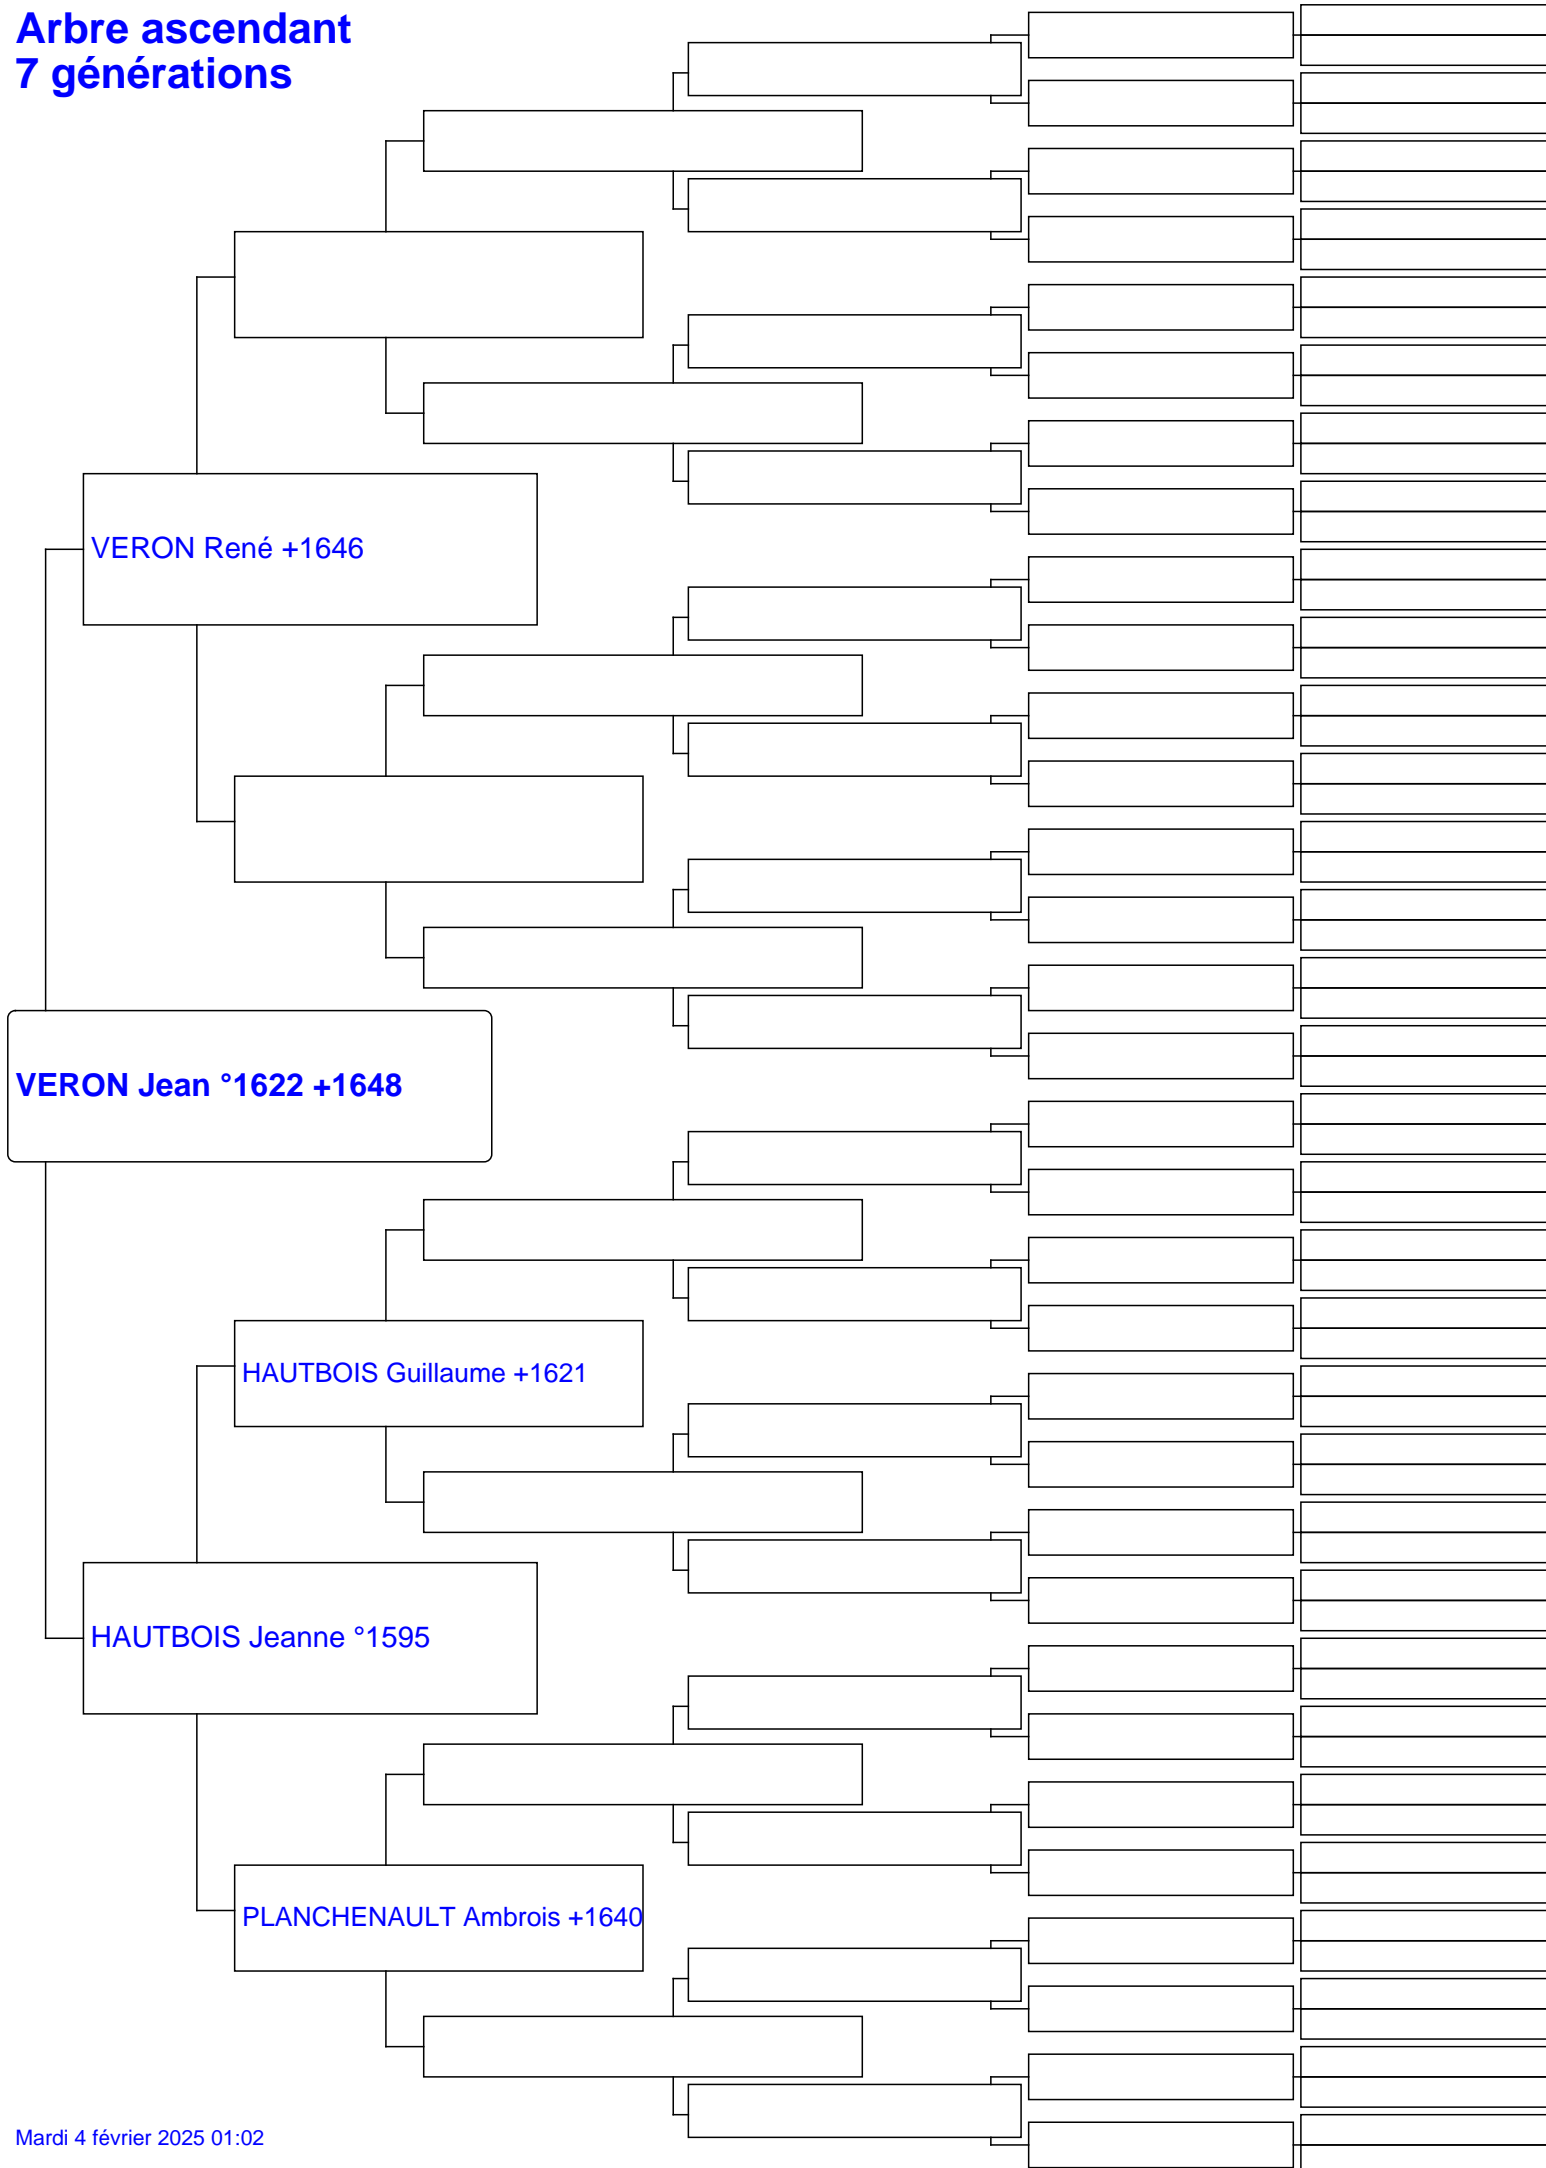 Arbre ascendant
7 générations
VERON René +1646
VERON Jean °1622 +1648
HAUTBOIS Guillaume +1621
HAUTBOIS Jeanne °1595
PLANCHENAULT Ambrois +1640
Mardi 4 février 2025 01:02